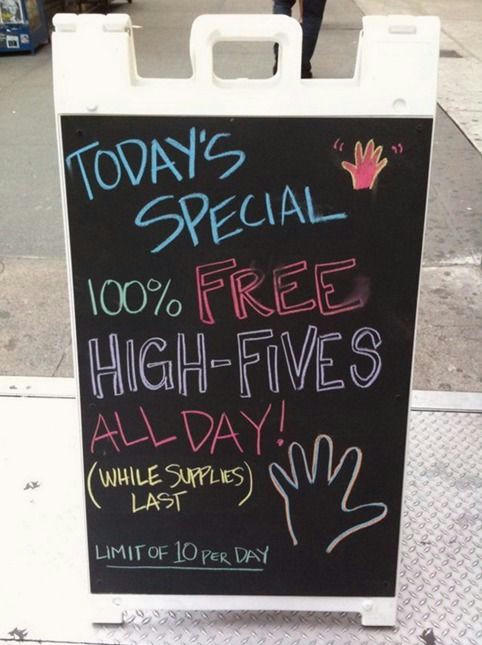 TODAY'S
SPECIAL
100% FREE
HIGH-FIVES
ALL DAY!
(WHILE SUPPLIES)
LAST
LIMIT OF 10 PER DAY